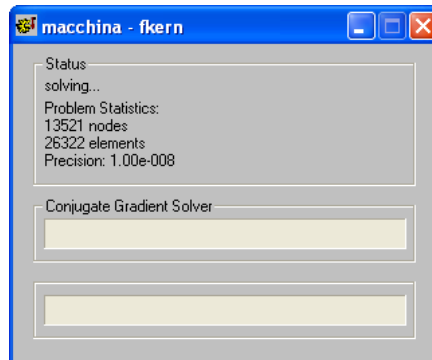 macchina - fkern
Status
solving...
Problem Statistics:
13521 nodes
26322 elements
Precision: 1.00e-008
Conjugate Gradient Solver